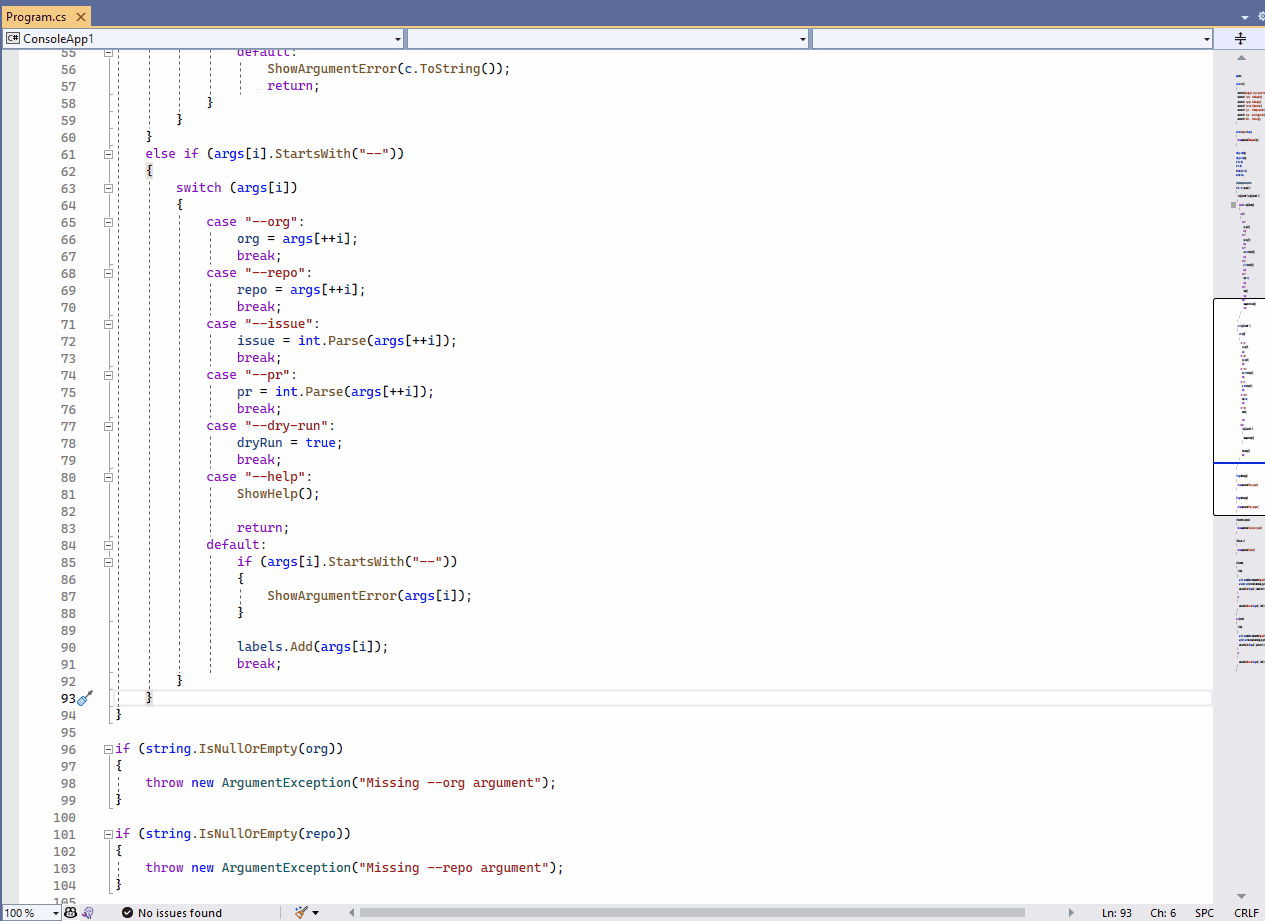 Program.cs
C# ConsoleApp1
55 default:
56 ShowArgumentError(c.ToString());
57 return;
58 }
59 }
60 }
61 else if (args[i].StartsWith("--"))
62 {
63 switch (args[i])
64 {
65 case "--org":
66 org = args[++i];
67 break;
68 case "--repo":
69 repo = args[++i];
70 break;
71 case "--issue":
72 issue = int.Parse(args[++i]);
73 break;
74 case "--pr":
75 pr = int.Parse(args[++i]);
76 break;
77 case "--dry-run":
78 dryRun = true;
79 break;
80 case "--help":
81 ShowHelp();
82
83 return;
84 default:
85 if (args[i].StartsWith("--"))
86 {
87 ShowArgumentError(args[i]);
88 }
89
90 labels.Add(args[i]);
91 break;
92 }
93 }
94 }
95
96 if (string.IsNullOrEmpty(org))
97 {
98 throw new ArgumentException("Missing --org argument");
99 }
100
101 if (string.IsNullOrEmpty(repo))
102 {
103 throw new ArgumentException("Missing --repo argument");
104 }
105
100 % No issues found Ln: 93 Ch: 6 SPC CRLF